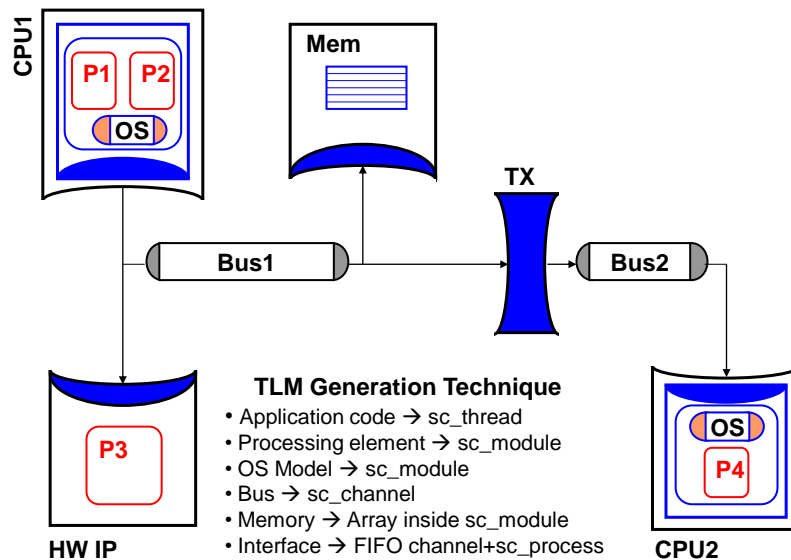 CPU1
P1 P2
OS
Mem
TX
Bus1
Bus2
P3
HW IP
TLM Generation Technique
• Application code → sc_thread
• Processing element → sc_module
• OS Model → sc_module
• Bus → sc_channel
• Memory → Array inside sc_module
• Interface → FIFO channel+sc_process
OS
P4
CPU2